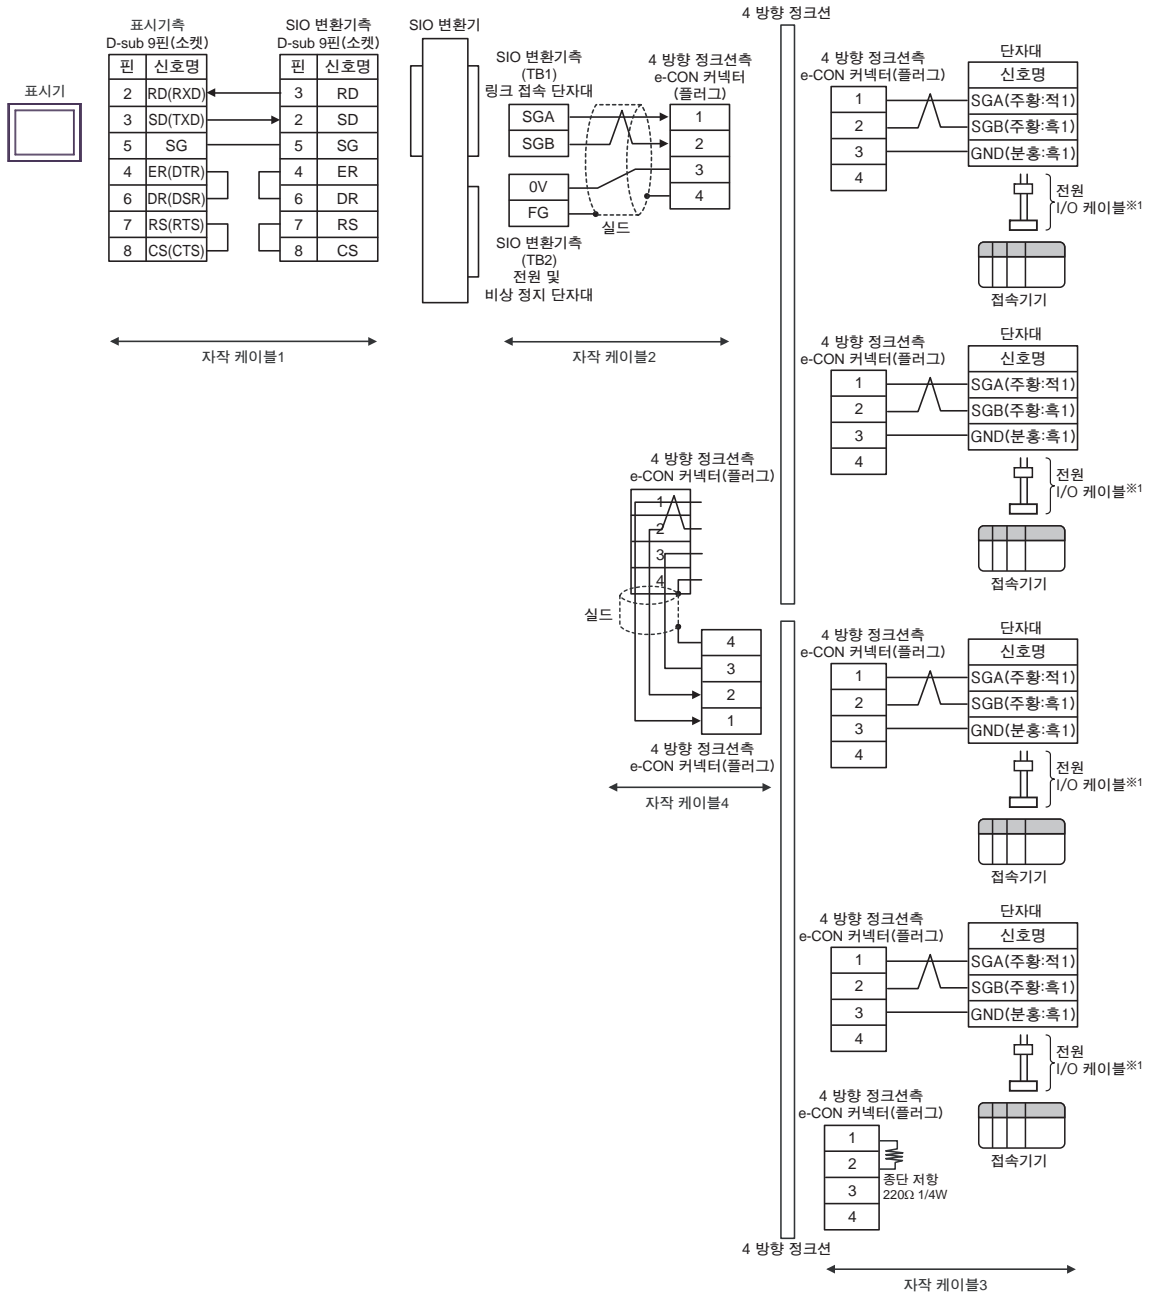 4 방향 정크션
표시기
표시기측
D-sub 9핀(소켓)
핀 신호명
2 RD(RXD)
3 SD(TXD)
5 SG
4 ER(DTR)
6 DR(DSR)
7 RS(RTS)
8 CS(CTS)
SIO 변환기측
D-sub 9핀(소켓)
핀 신호명
3 RD
2 SD
5 SG
4 ER
6 DR
7 RS
8 CS
자작 케이블1
SIO 변환기
SIO 변환기측
(TB1)
링크 접속 단자대
SGA
SGB
0V
FG
SIO 변환기측
(TB2)
전원 및
비상 정지 단자대
실드
4 방향 정크션측
e-CON 커넥터
(플러그)
1
2
3
4
자작 케이블2
4 방향 정크션측
e-CON 커넥터(플러그)
1
2
3
4
실드
4
3
2
1
4 방향 정크션측
e-CON 커넥터(플러그)
자작 케이블4
4 방향 정크션측
e-CON 커넥터(플러그)
1
2
3
4
단자대
신호명
SGA(주황:적1)
SGB(주황:흑1)
GND(분홍:흑1)
전원
I/O 케이블※1
접속기기
4 방향 정크션측
e-CON 커넥터(플러그)
1
2
3
4
단자대
신호명
SGA(주황:적1)
SGB(주황:흑1)
GND(분홍:흑1)
전원
I/O 케이블※1
접속기기
4 방향 정크션측
e-CON 커넥터(플러그)
1
2
3
4
단자대
신호명
SGA(주황:적1)
SGB(주황:흑1)
GND(분홍:흑1)
전원
I/O 케이블※1
접속기기
4 방향 정크션측
e-CON 커넥터(플러그)
1
2
3
4
단자대
신호명
SGA(주황:적1)
SGB(주황:흑1)
GND(분홍:흑1)
전원
I/O 케이블※1
접속기기
4 방향 정크션측
e-CON 커넥터(플러그)
1
2
3
4
종단 저항
220Ω 1/4W
4 방향 정크션
자작 케이블3